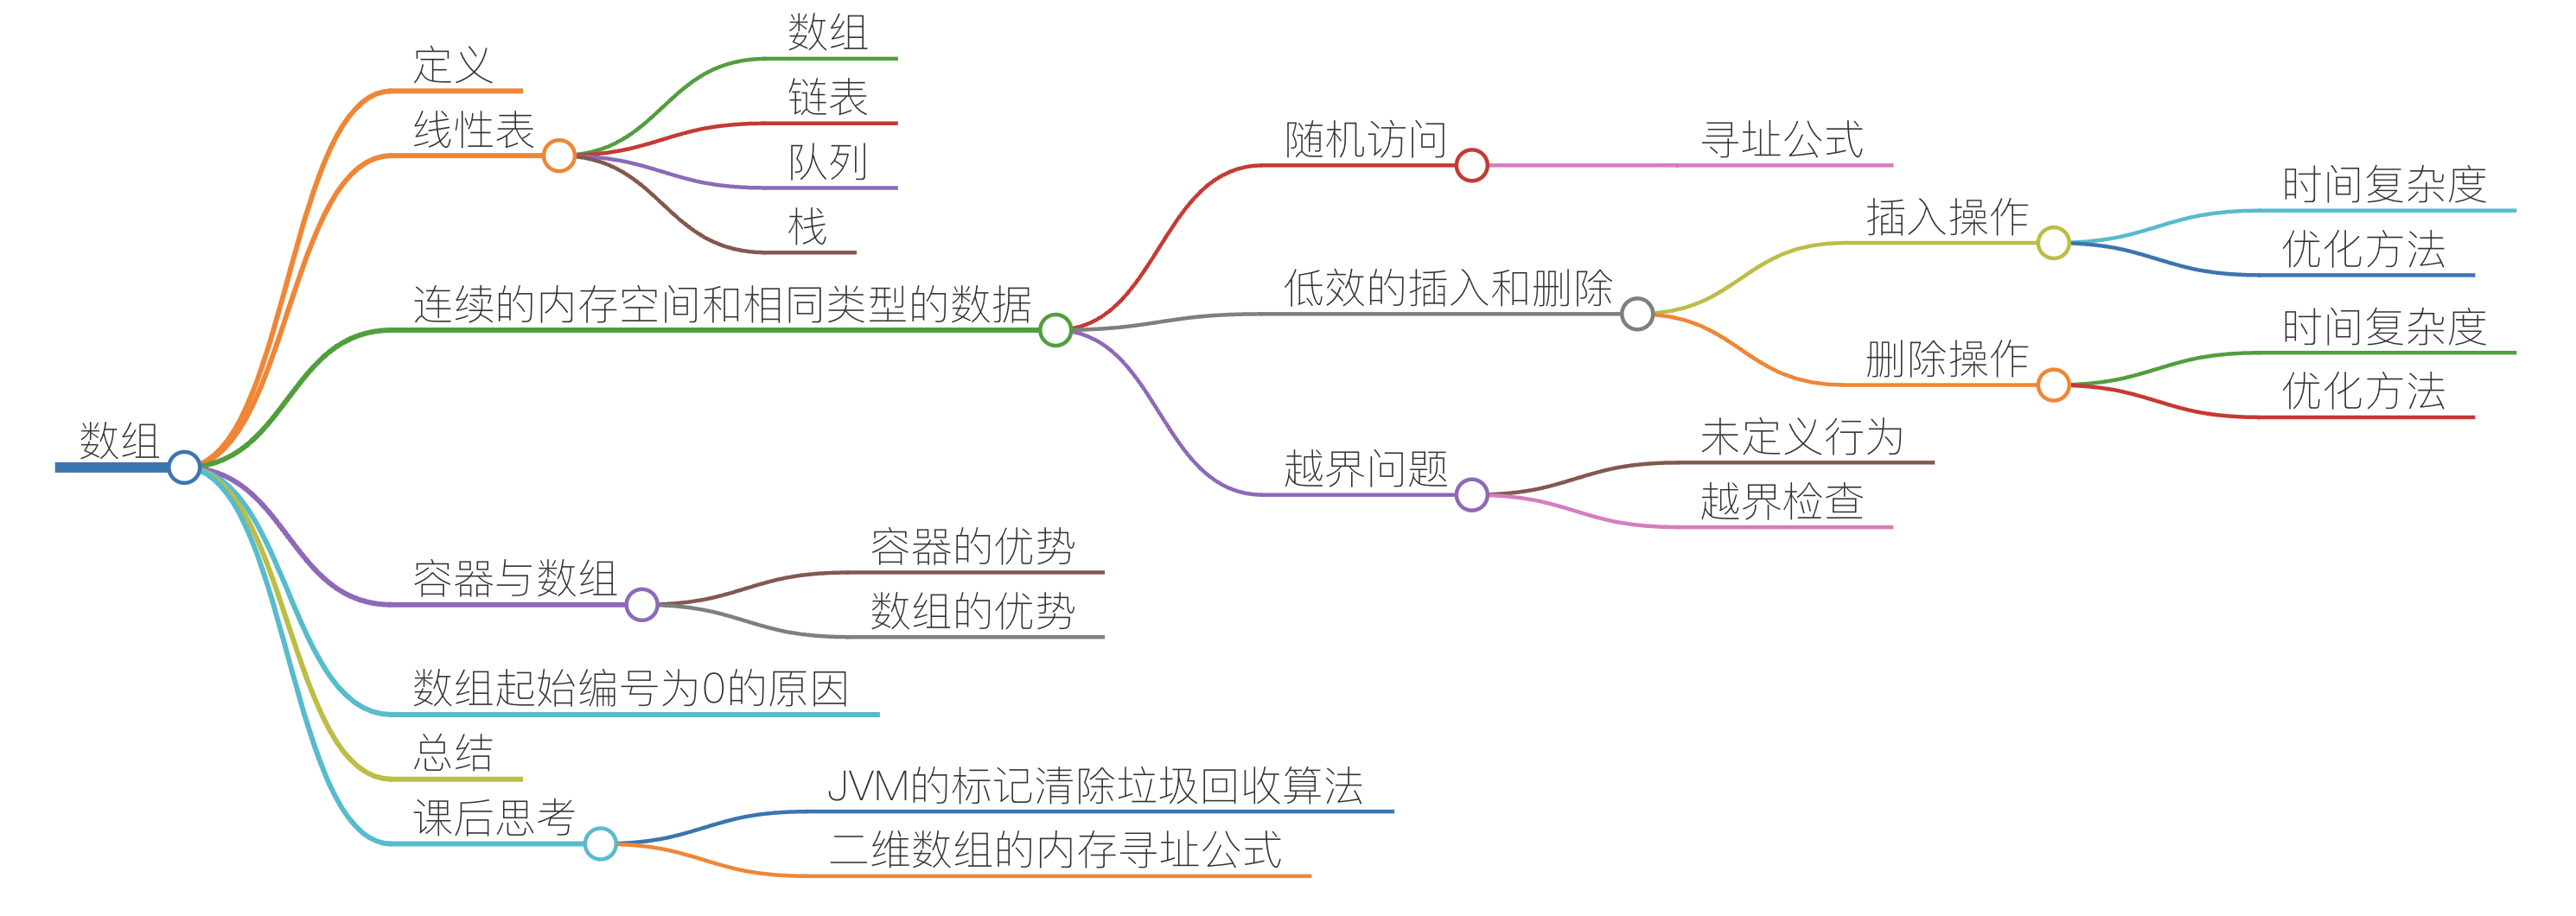 数组
定义
线性表
数组
链表
队列
栈
连续的内存空间和相同类型的数据
随机访问
寻址公式
低效的插入和删除
插入操作
时间复杂度
优化方法
删除操作
时间复杂度
优化方法
越界问题
未定义行为
越界检查
容器与数组
容器的优势
数组的优势
数组起始编号为0的原因
总结
课后思考
JVM的标记清除垃圾回收算法
二维数组的内存寻址公式